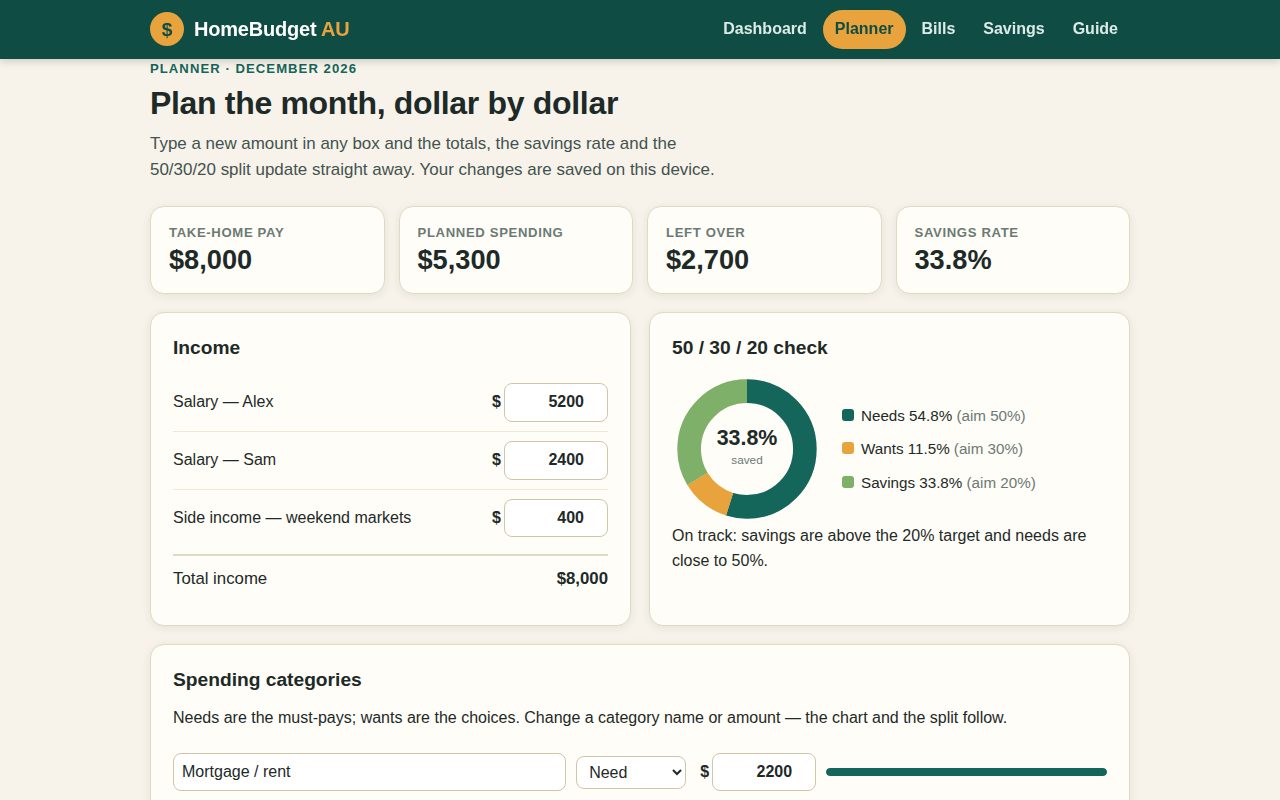 $ HomeBudget AU
Dashboard Planner Bills Savings Guide
PLANNER · DECEMBER 2026
Plan the month, dollar by dollar
Type a new amount in any box and the totals, the savings rate and the
50/30/20 split update straight away. Your changes are saved on this device.
TAKE-HOME PAY
$8,000
PLANNED SPENDING
$5,300
LEFT OVER
$2,700
SAVINGS RATE
33.8%
Income
Salary — Alex $ 5200
Salary — Sam $ 2400
Side income — weekend markets $ 400
Total income $8,000
50 / 30 / 20 check
33.8%
saved
Needs 54.8% (aim 50%)
Wants 11.5% (aim 30%)
Savings 33.8% (aim 20%)
On track: savings are above the 20% target and needs are
close to 50%.
Spending categories
Needs are the must-pays; wants are the choices. Change a category name or amount — the chart and the split follow.
Mortgage / rent Need $ 2200